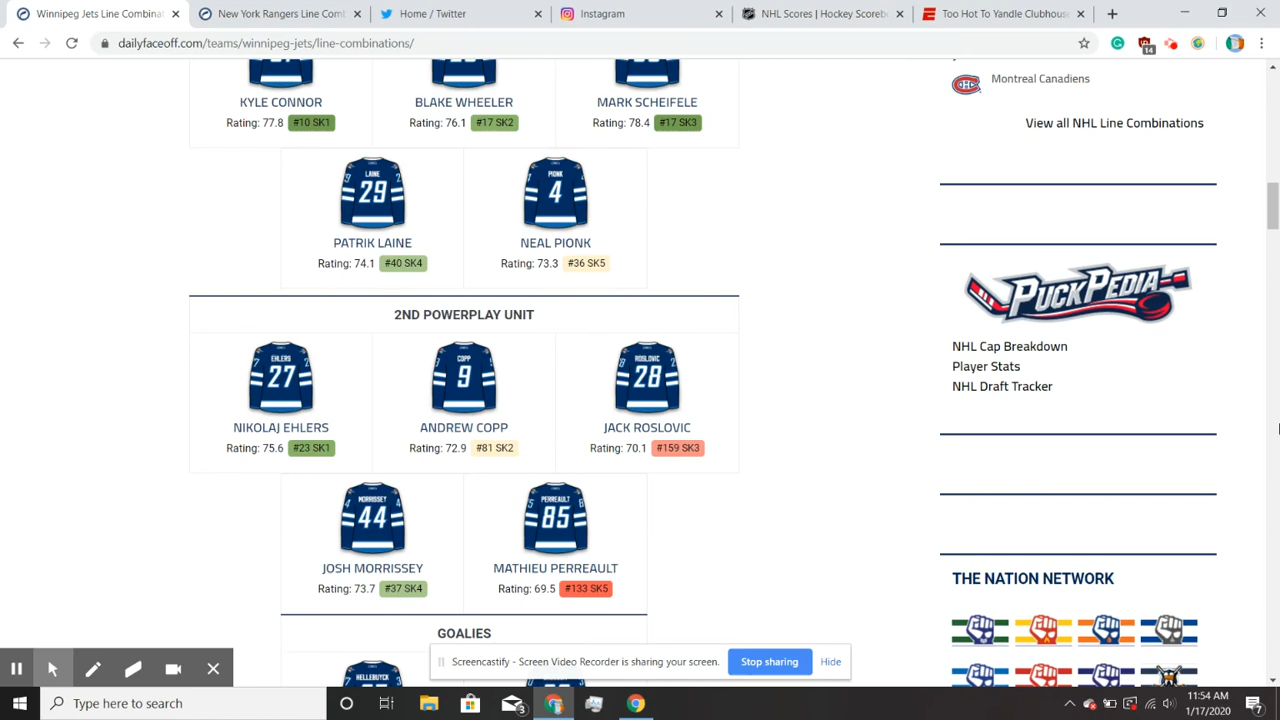 Winnipeg Jets Line Combinat
New York Rangers Line Comb
Home / Twitter
Instagram
NHL Scores | Hockey Scoreb
Too Hot To Yandle Clubhous
dailyfaceoff.com/teams/winnipeg-jets/line-combinations/
14
KYLE CONNOR
BLAKE WHEELER
MARK SCHEIFELE
Rating: 77.8 #10 SK1
Rating: 76.1 #17 SK2
Rating: 78.4 #17 SK3
LAINE
29
PIONK
4
PATRIK LAINE
NEAL PIONK
Rating: 74.1 #40 SK4
Rating: 73.3 #36 SK5
2ND POWERPLAY UNIT
EHLERS
27
COPP
9
ROSLOVIC
28
NIKOLAJ EHLERS
ANDREW COPP
JACK ROSLOVIC
Rating: 75.6 #23 SK1
Rating: 72.9 #81 SK2
Rating: 70.1 #159 SK3
MORRISSEY
44
PERREAULT
85
JOSH MORRISSEY
MATHIEU PERREAULT
Rating: 73.7 #37 SK4
Rating: 69.5 #133 SK5
GOALIES
HELLEBUYCK
Montreal Canadiens
View all NHL Line Combinations
PUCKPEDIA
NHL Cap Breakdown
Player Stats
NHL Draft Tracker
THE NATION NETWORK
Screencastify - Screen Video Recorder is sharing your screen.
Stop sharing
Hide
Type here to search
3
11:54 AM
1/17/2020
7